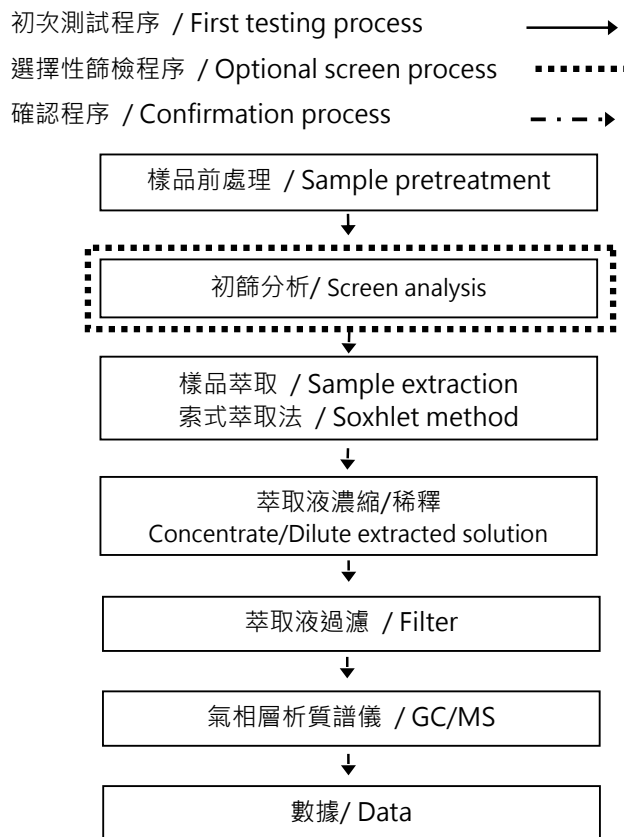 初次測試程序 / First testing process
選擇性篩檢程序 / Optional screen process
確認程序 / Confirmation process
樣品前處理 / Sample pretreatment
初篩分析/ Screen analysis
樣品萃取 / Sample extraction
索式萃取法 / Soxhlet method
萃取液濃縮/稀釋
Concentrate/Dilute extracted solution
萃取液過濾 / Filter
氣相層析質譜儀 / GC/MS
數據/ Data